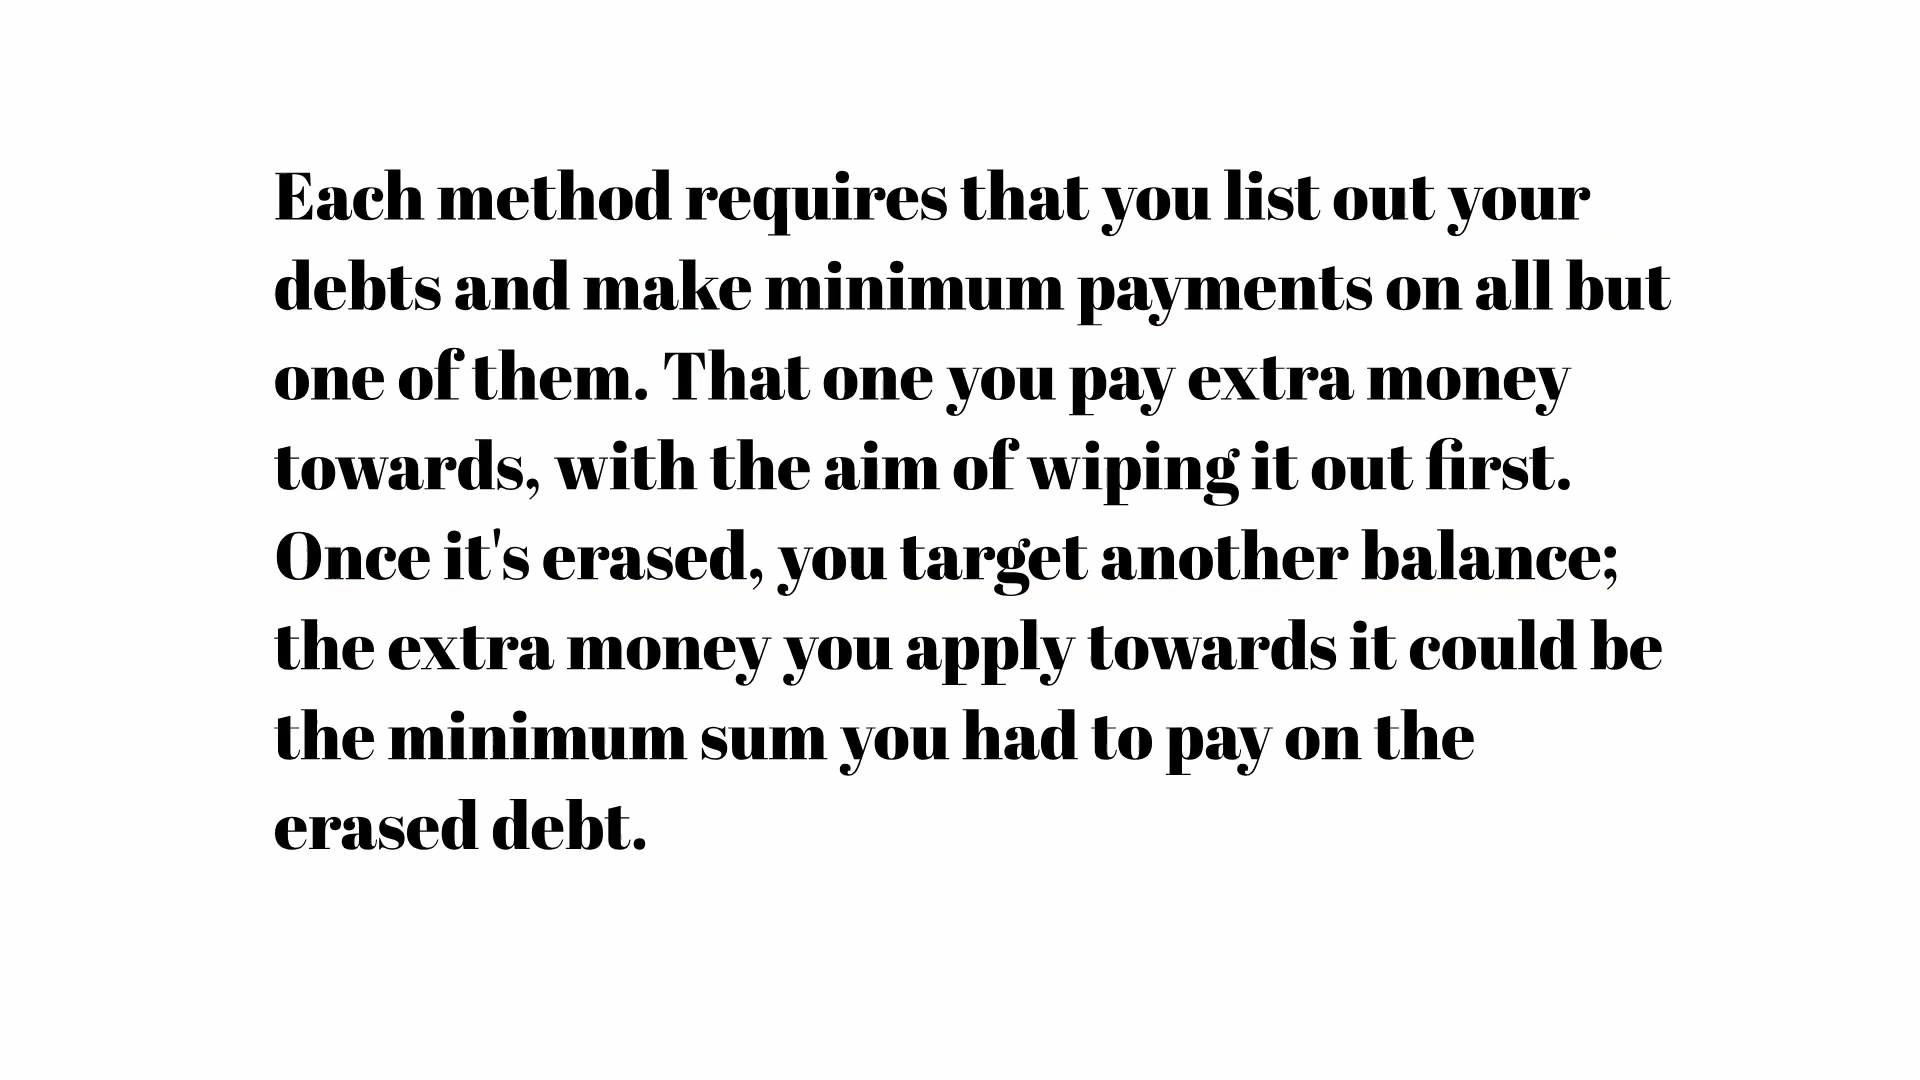 Each method requires that you list out your
debts and make minimum payments on all but
one of them. That one you pay extra money
towards, with the aim of wiping it out first.
Once it's erased, you target another balance;
the extra money you apply towards it could be
the minimum sum you had to pay on the
erased debt.